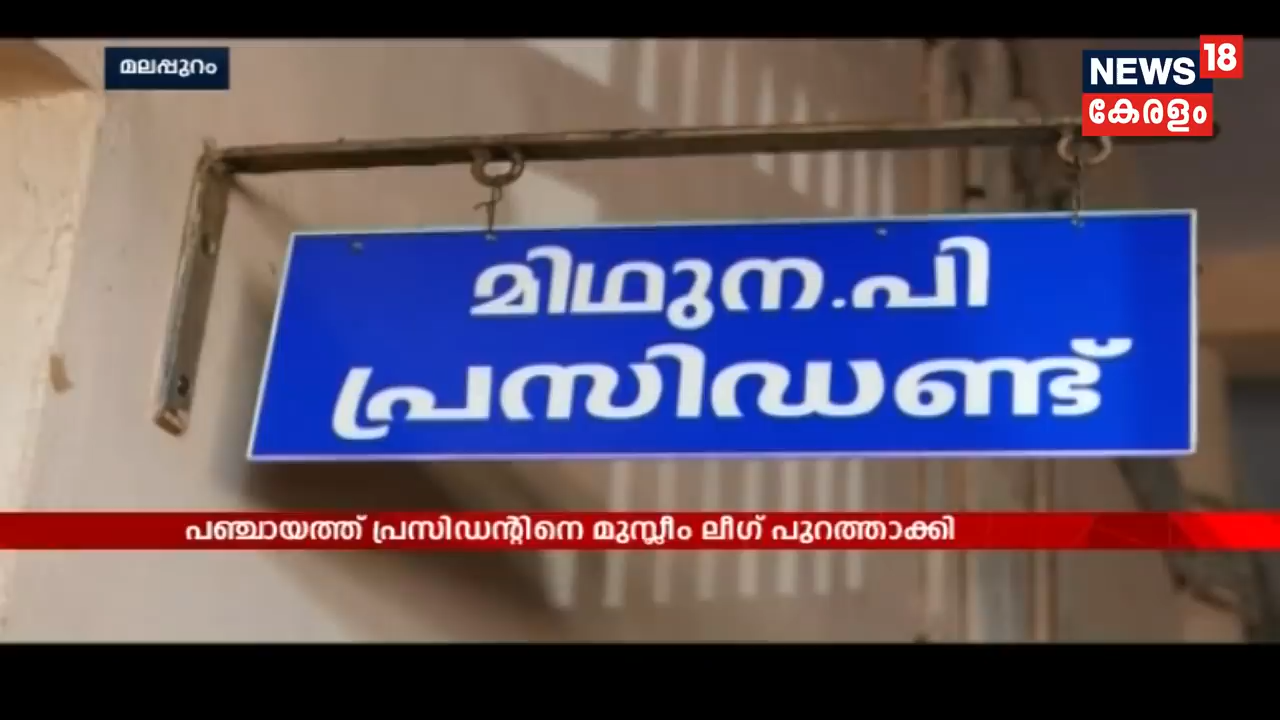 മലപ്പുറം
NEWS 18
കേരളം
മിഥുന.പി
പ്രസിഡണ്ട്
പഞ്ചായത്ത് പ്രസിഡന്റിനെ മുസ്ലീം ലീഗ് പുറത്താക്കി